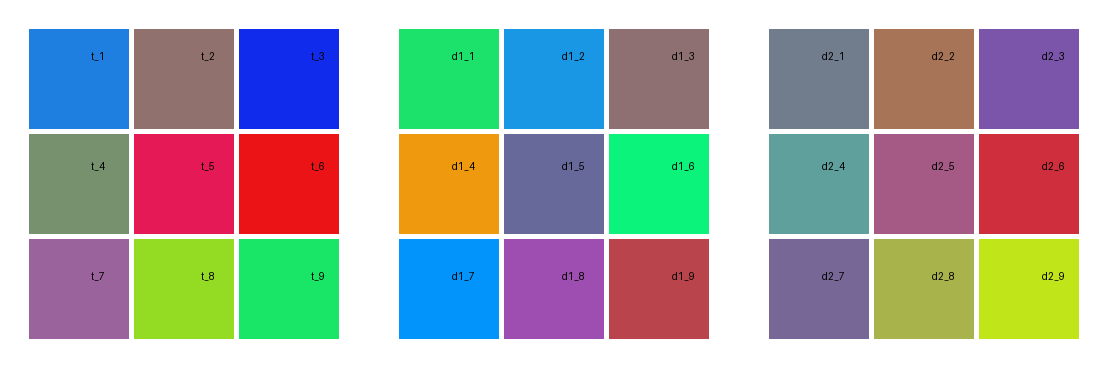 t_1 t_2 t_3 d1_1 d1_2 d1_3 d2_1 d2_2 d2_3
t_4 t_5 t_6 d1_4 d1_5 d1_6 d2_4 d2_5 d2_6
t_7 t_8 t_9 d1_7 d1_8 d1_9 d2_7 d2_8 d2_9